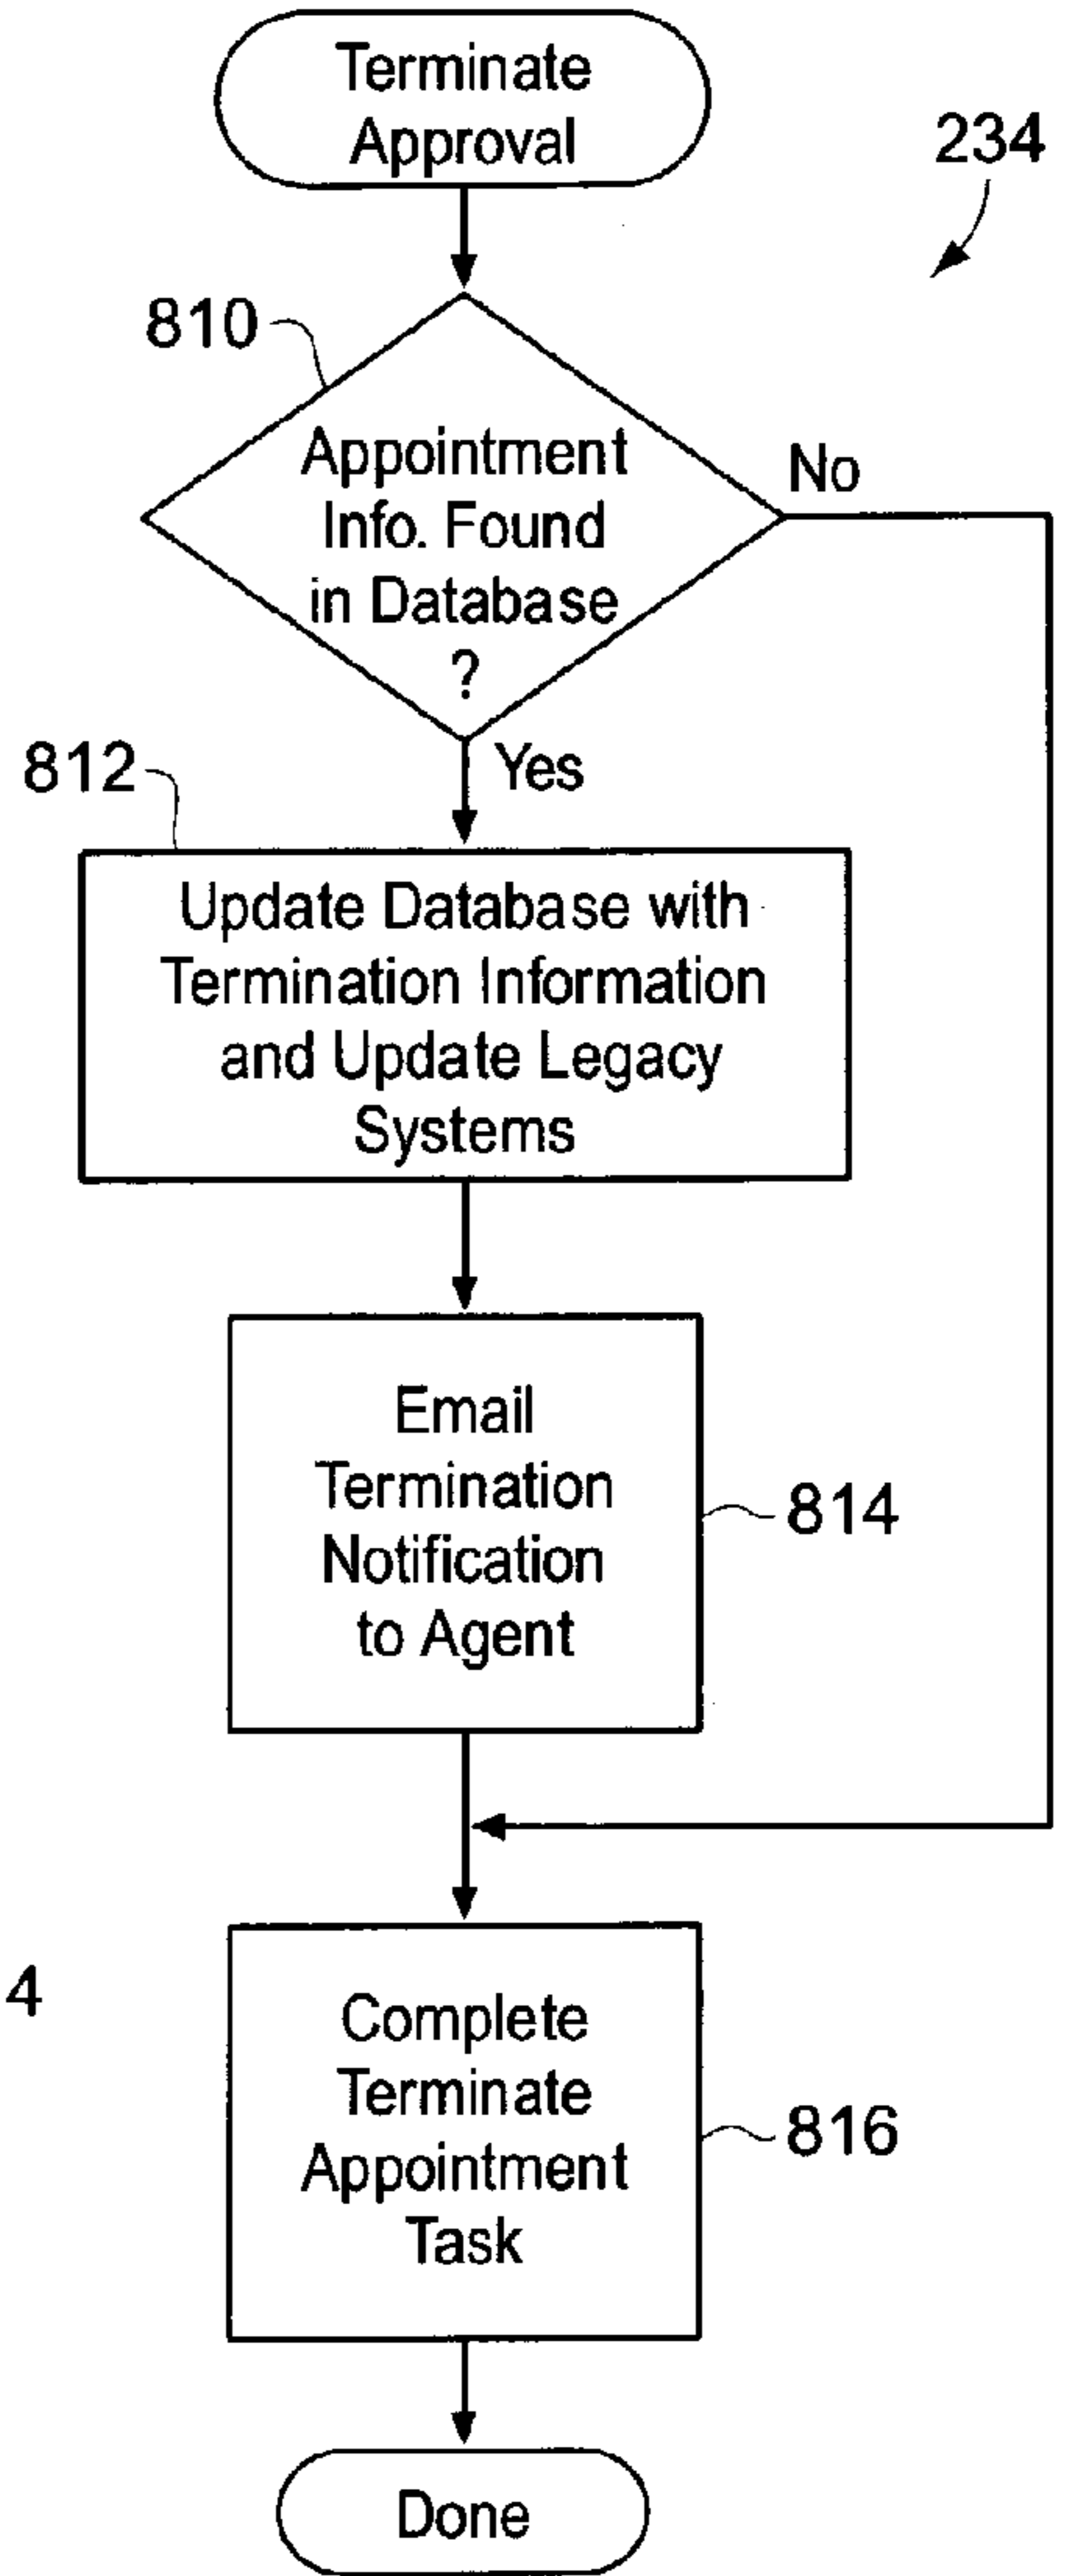 Terminate
Approval
234
810
Appointment
Info. Found
in Database
?
No
Yes
812
Update Database with
Termination Information
and Update Legacy
Systems
Email
Termination
Notification
to Agent
814
4
Complete
Terminate
Appointment
Task
816
Done